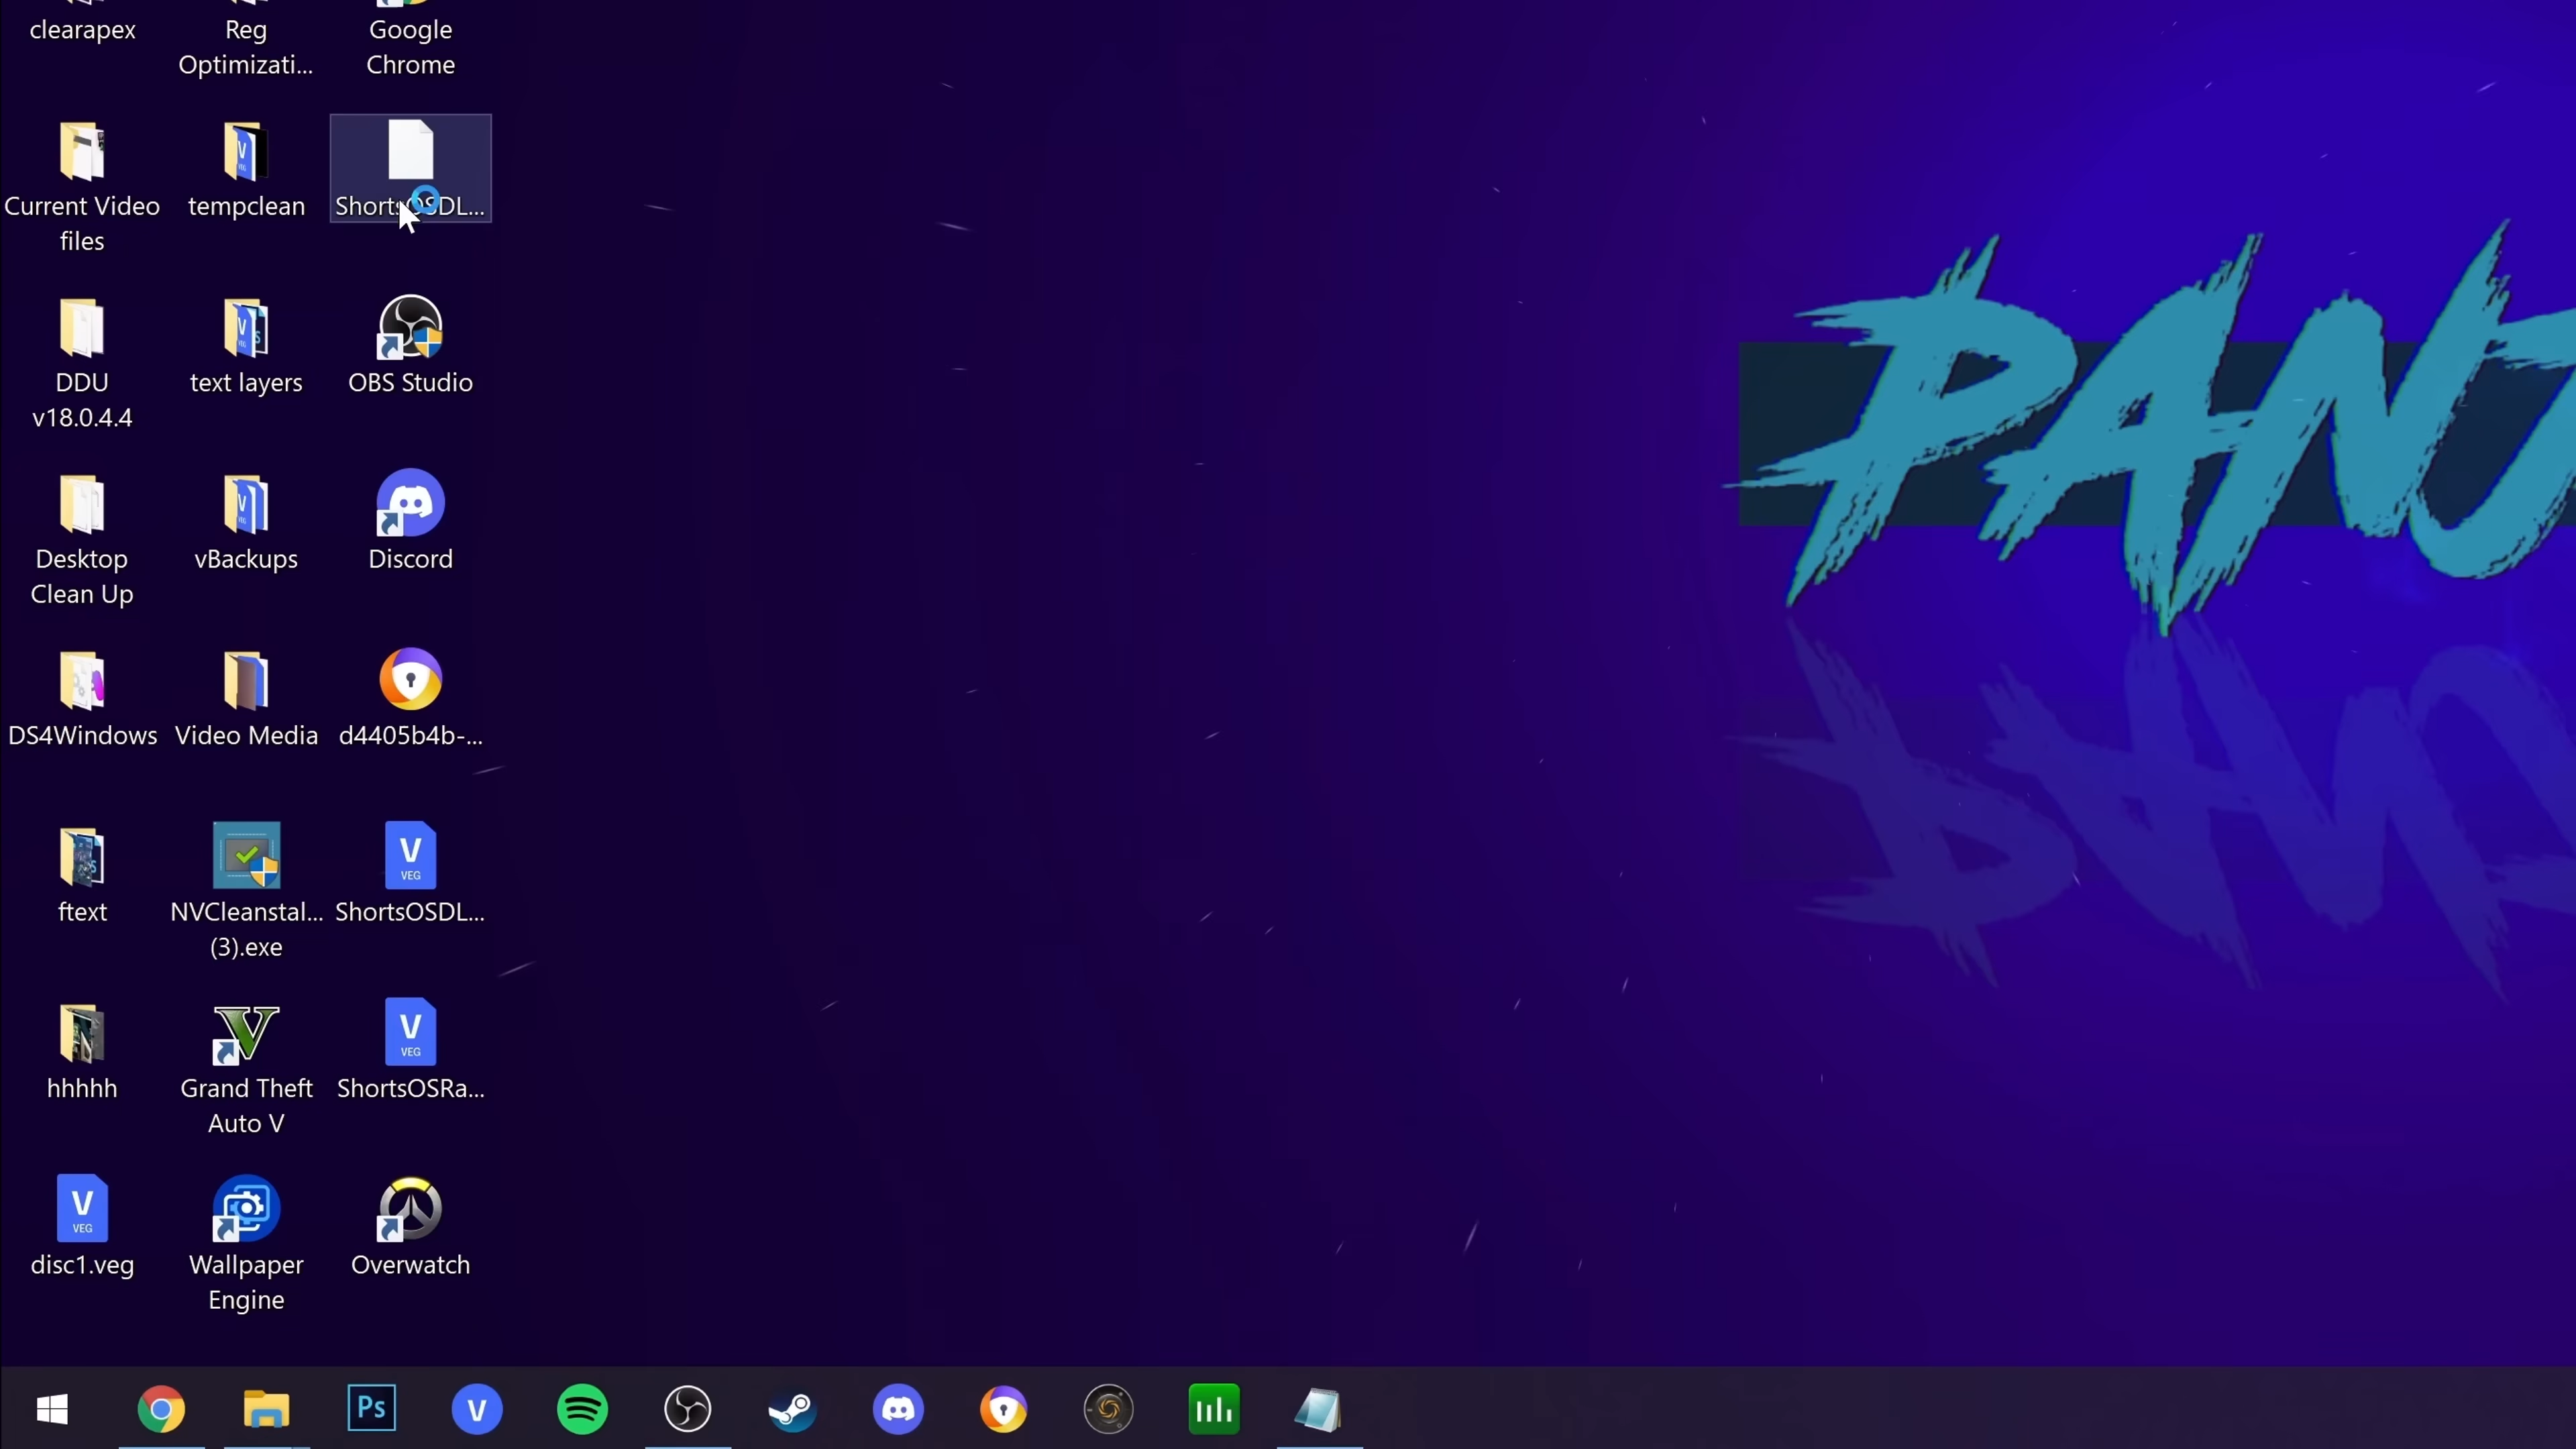 clearapex
Reg
Optimizati...
Google
Chrome
Current Video
files
tempclean
ShortsOSDL...
DDU
v18.0.4.4
text layers
OBS Studio
Desktop
Clean Up
vBackups
Discord
DS4Windows
Video Media
d4405b4b-...
ftext
NVCleanstal...
(3).exe
V
VEG
ShortsOSDL...
hhhhh
Grand Theft
Auto V
V
VEG
ShortsOSRa...
V
VEG
disc1.veg
Wallpaper
Engine
Overwatch
Ps
V